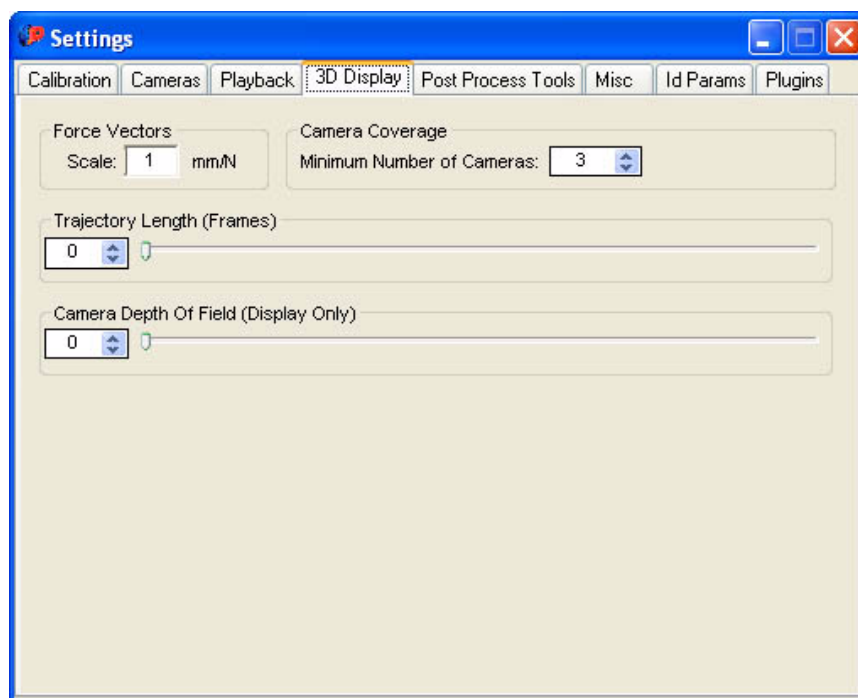 Settings
Calibration Cameras Playback 3D Display Post Process Tools Misc Id Params Plugins
Force Vectors
Scale: 1 mm/N
Camera Coverage
Minimum Number of Cameras: 3
Trajectory Length (Frames)
0
Camera Depth Of Field (Display Only)
0